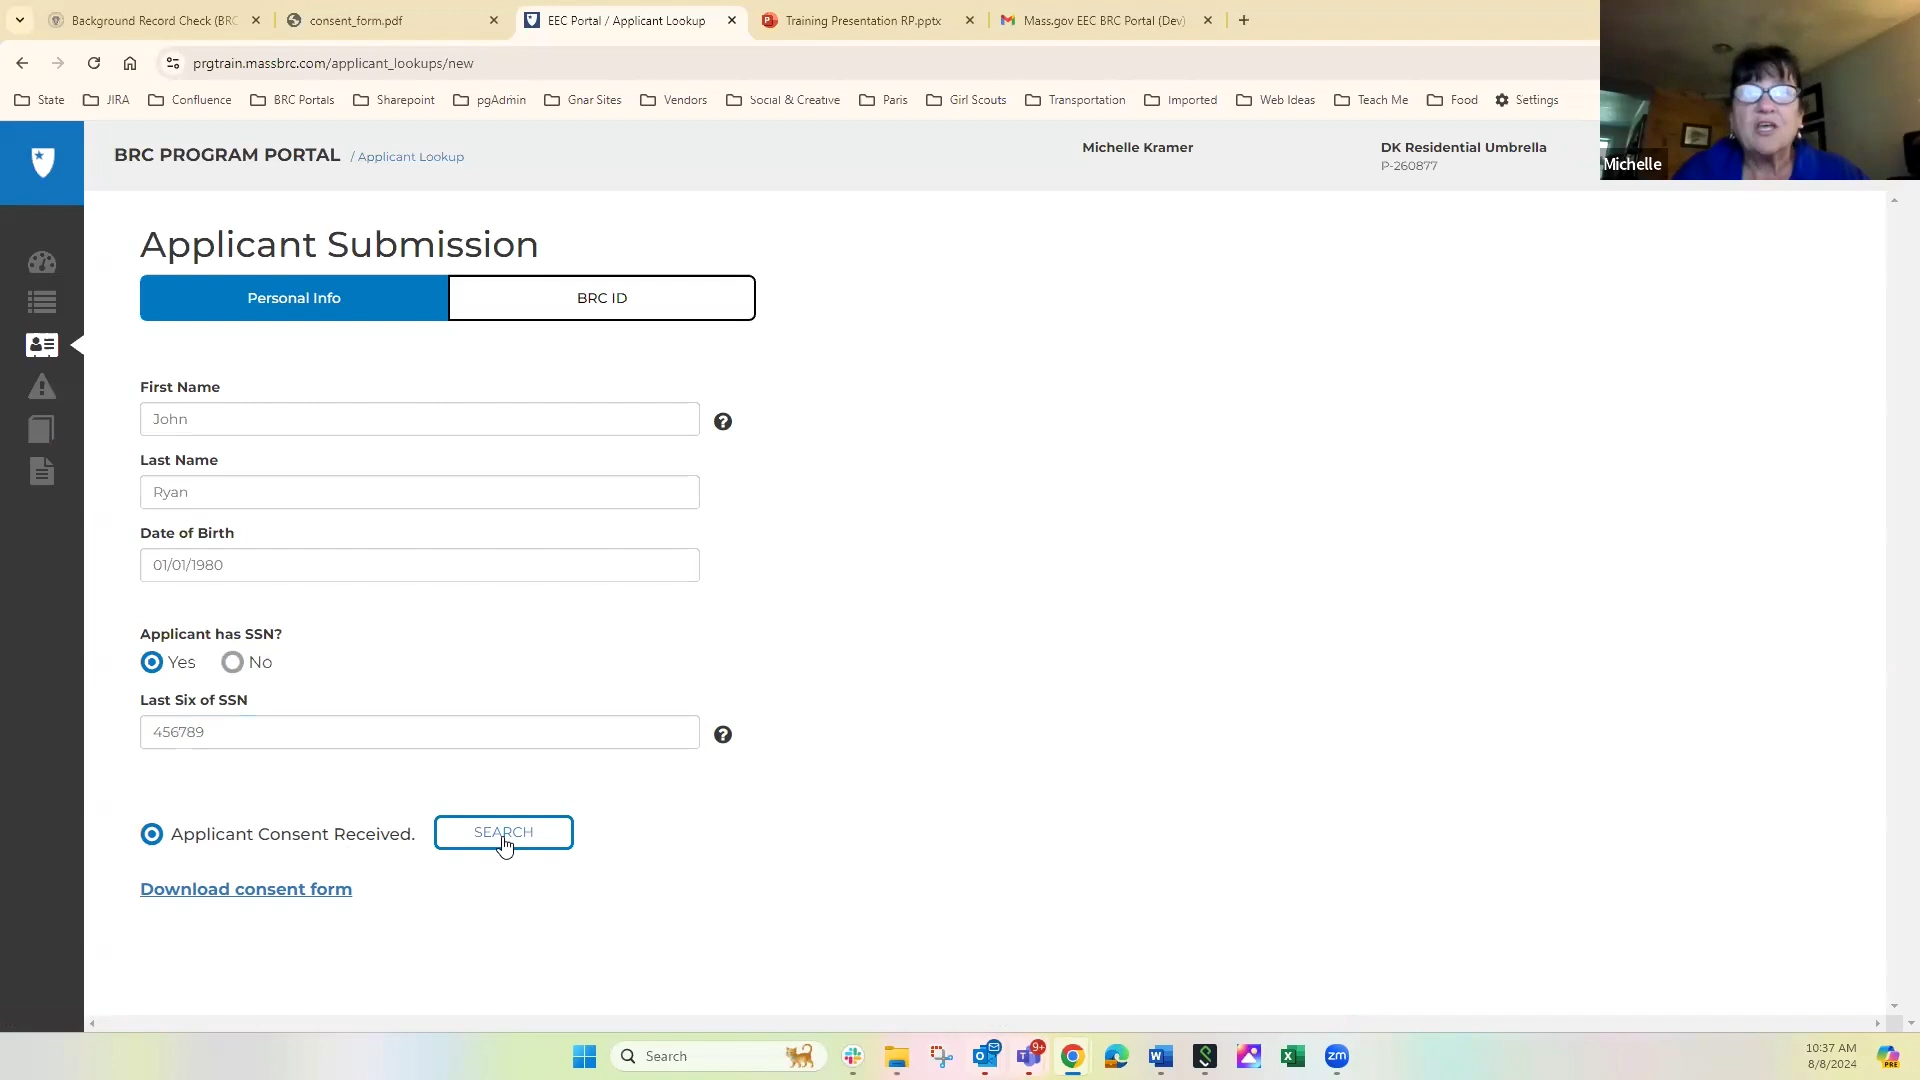 Background Record Check (BRC
consent_form.pdf
EEC Portal / Applicant Lookup
Training Presentation RP.pptx
Mass.gov EEC BRC Portal (Dev)
prgtrain.massbrc.com/applicant_lookups/new
State
JIRA
Confluence
BRC Portals
Sharepoint
pgAdmin
Gnar Sites
Vendors
Social & Creative
Paris
Girl Scouts
Transportation
Imported
Web Ideas
Teach Me
Food
Settings
BRC PROGRAM PORTAL / Applicant Lookup
Michelle Kramer
DK Residential Umbrella
P-260877
Michelle
Applicant Submission
Personal Info
BRC ID
First Name
John
Last Name
Ryan
Date of Birth
01/01/1980
Applicant has SSN?
Yes No
Last Six of SSN
456789
Applicant Consent Received. SEARCH
Download consent form
Search
9+
zm
10:37 AM
8/8/2024
PRE